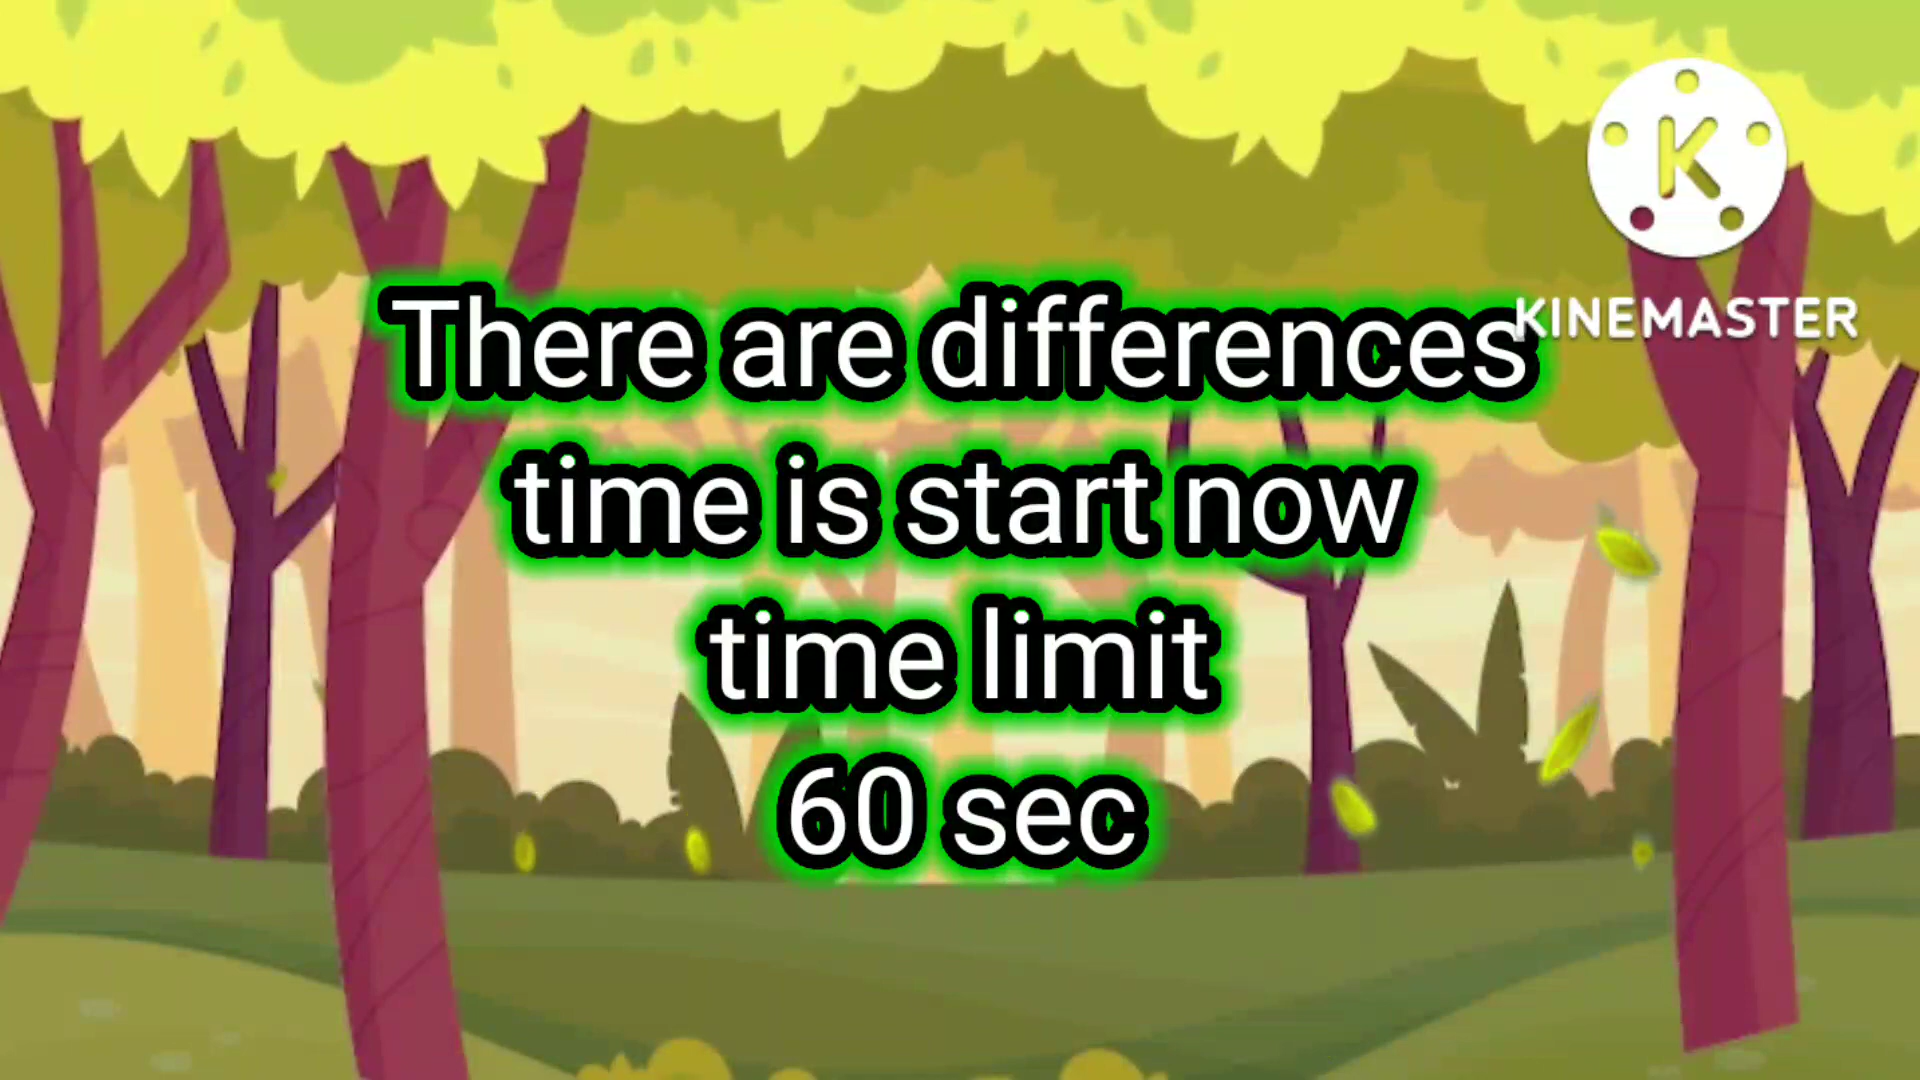 There are differences
time is start now
time limit
60 sec
K
KINEMASTER